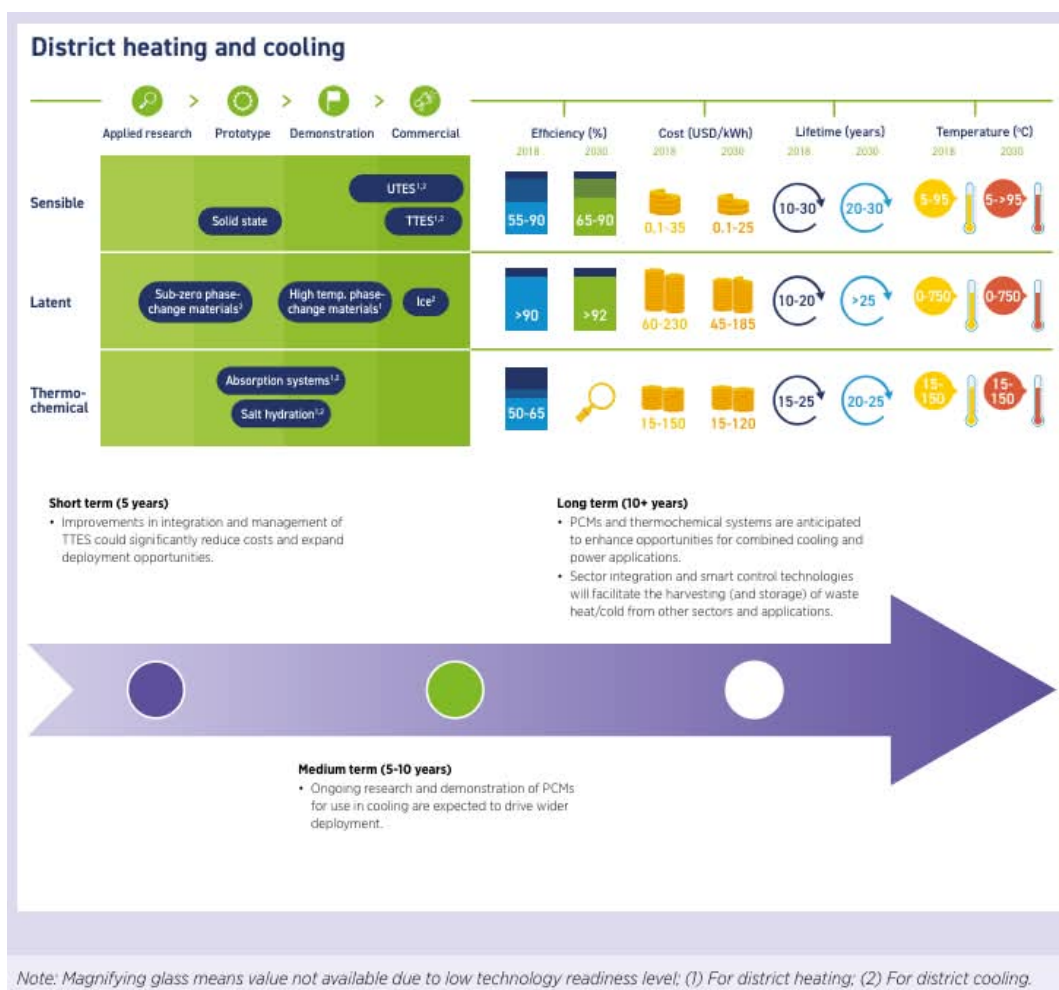 District heating and cooling
Applied research > Prototype > Demonstration > Commercial
Efficiency (%) Cost (USD/kWh) Lifetime (years) Temperature (°C)
2018 2030 2018 2030 2018 2030 2018 2030
Sensible
UTES¹,²
Solid state
TTES¹,²
55-90 65-90 0.1-35 0.1-25 10-30 20-30 5-95 5->95
Latent
Sub-zero phase-
change materials²
High temp. phase-
change materials¹
Ice²
>90 >92 60-230 45-185 10-20 >25 0-750 0-750
Thermo-
chemical
Absorption systems¹,²
Salt hydration¹,²
50-65 15-150 15-120 15-25 20-25 15-
150 15-
150
Short term (5 years)
• Improvements in integration and management of
TTES could significantly reduce costs and expand
deployment opportunities.
Long term (10+ years)
• PCMs and thermochemical systems are anticipated
to enhance opportunities for combined cooling and
power applications.
• Sector integration and smart control technologies
will facilitate the harvesting (and storage) of waste
heat/cold from other sectors and applications.
Medium term (5-10 years)
• Ongoing research and demonstration of PCMs
for use in cooling are expected to drive wider
deployment.
Note: Magnifying glass means value not available due to low technology readiness level; (1) For district heating; (2) For district cooling.